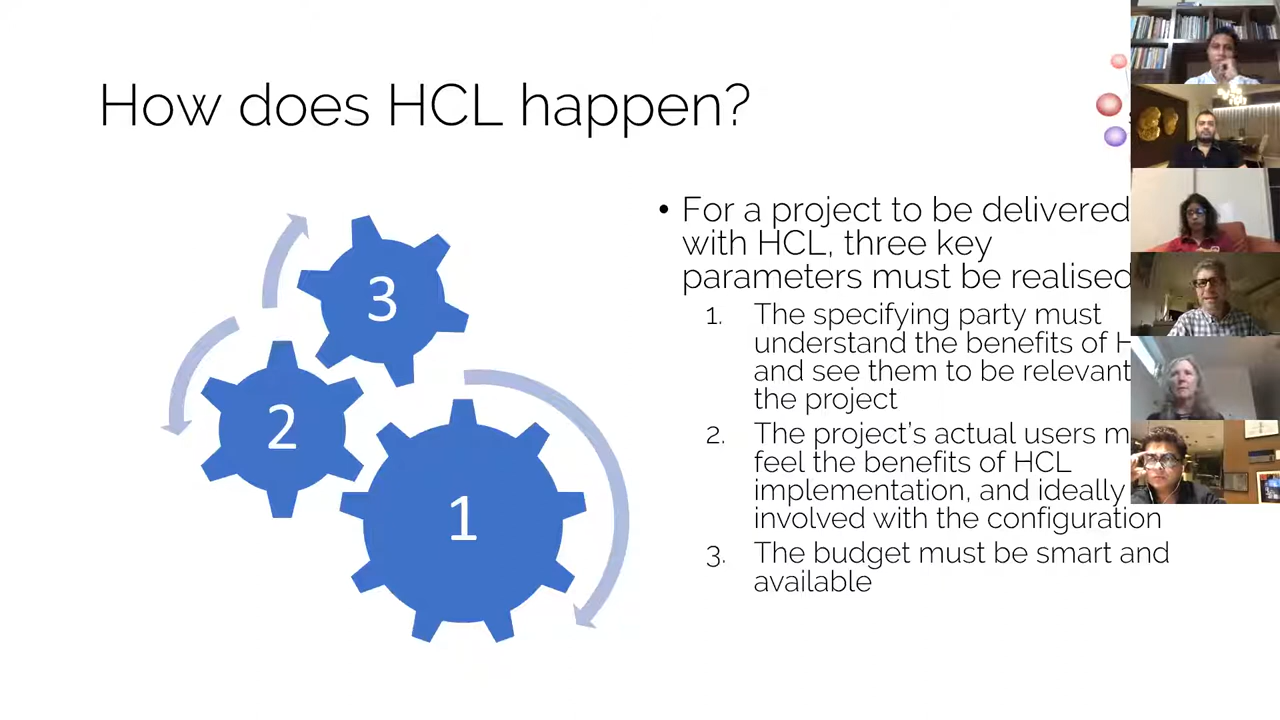 How does HCL happen?
3
2
1
• For a project to be delivered
with HCL, three key
parameters must be realised
1. The specifying party must
understand the benefits of H
and see them to be relevant
the project
2. The project's actual users m
feel the benefits of HCL
implementation, and ideally
involved with the configuration
3. The budget must be smart and
available